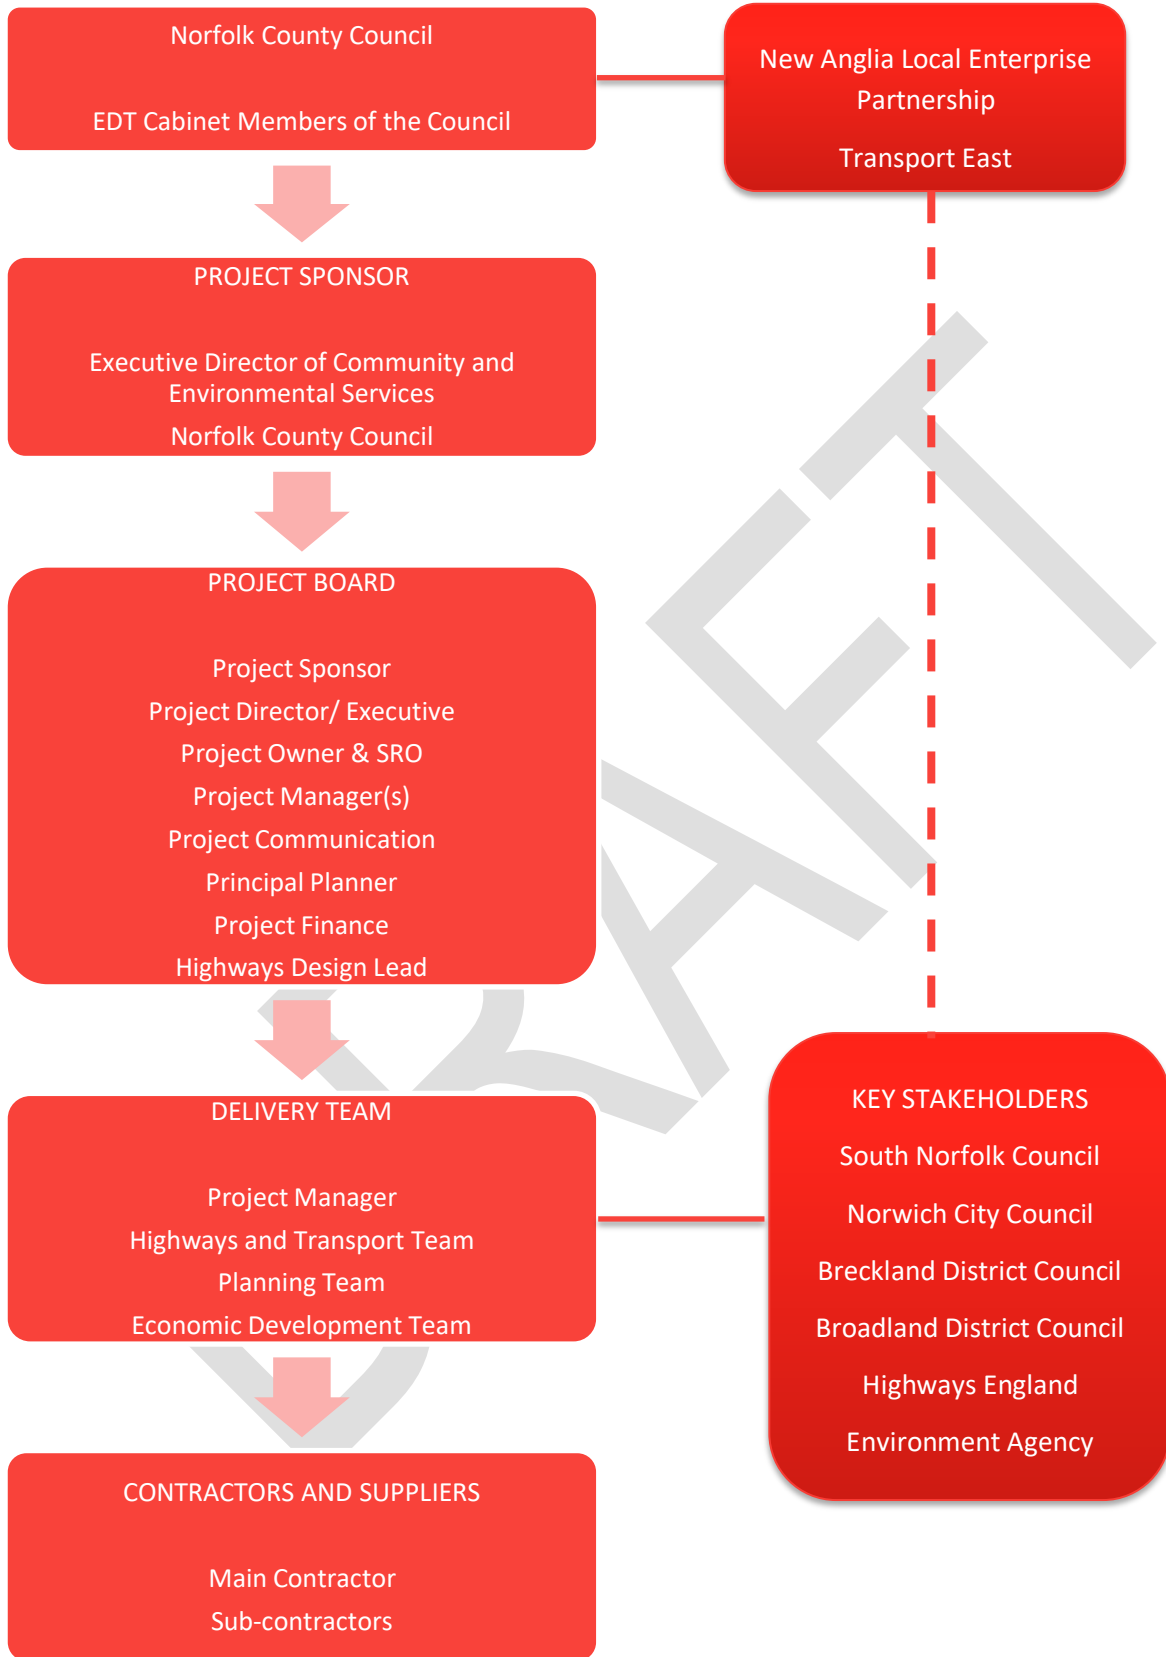 Norfolk County Council
EDT Cabinet Members of the Council
New Anglia Local Enterprise
Partnership
Transport East
PROJECT SPONSOR
Executive Director of Community and
Environmental Services
Norfolk County Council
PROJECT BOARD
Project Sponsor
Project Director/ Executive
Project Owner & SRO
Project Manager(s)
Project Communication
Principal Planner
Project Finance
Highways Design Lead
DELIVERY TEAM
Project Manager
Highways and Transport Team
Planning Team
Economic Development Team
KEY STAKEHOLDERS
South Norfolk Council
Norwich City Council
Breckland District Council
Broadland District Council
Highways England
Environment Agency
CONTRACTORS AND SUPPLIERS
Main Contractor
Sub-contractors
DRAFT